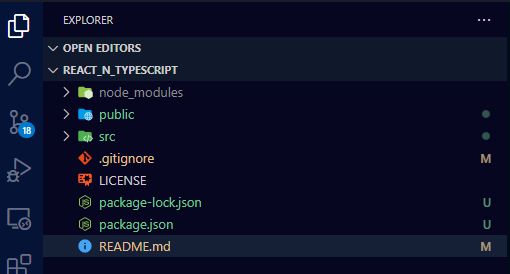 EXPLORER
OPEN EDITORS
REACT_N_TYPESCRIPT
node_modules
public
src
18
.gitignore M
LICENSE
package-lock.json U
package.json U
README.md M